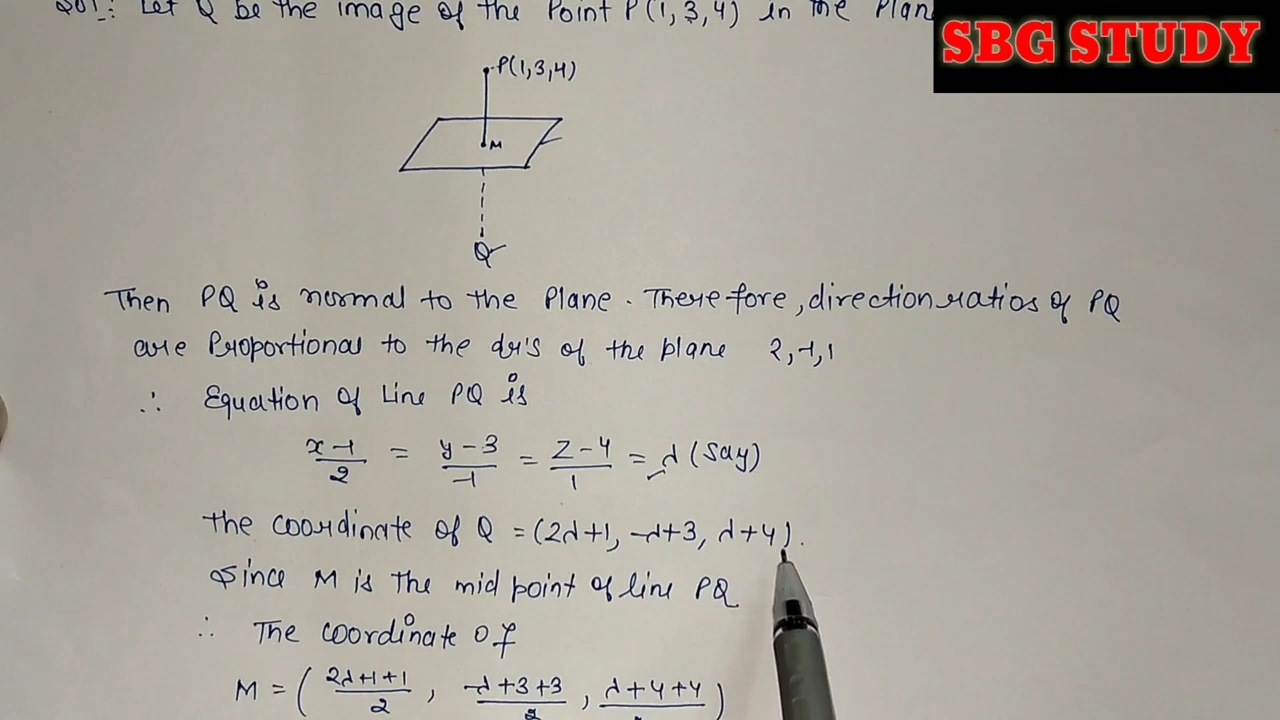 Q01:- Let Q be the image of the Point P(1,3,4) in the Plane
SBG STUDY
P(1,3,4)
M
Q
Then PQ is normal to the Plane. Therefore, direction ratios of PQ
are Proportional to the dr's of the plane 2,-1,1
∴ Equation of Line PQ is
x-1/2 = y-3/-1 = z-4/1 = λ (say)
The coordinate of Q = (2λ+1, -λ+3, λ+4).
Since M is the mid point of line PQ
∴ The coordinate of
M = ( 2λ+1+1/2 , -λ+3+3/2 , λ+4+4/2 )